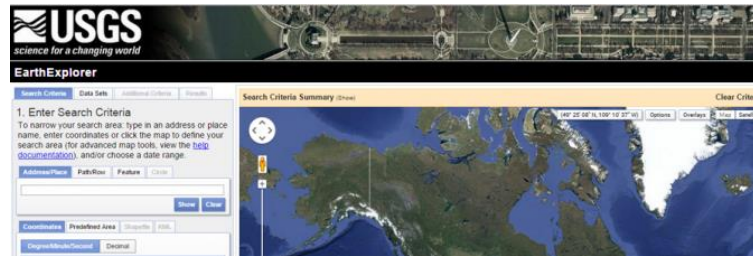 USGS
science for a changing world
EarthExplorer
Search Criteria Data Sets Additional Criteria Results
1. Enter Search Criteria
To narrow your search area: type in an address or place
name, enter coordinates or click the map to define your
search area (for advanced map tools, view the help
documentation), and/or choose a date range.
Address/Place Path/Row Feature Circle
Show Clear
Coordinates Predefined Area Shapefile KML
Degree/Minute/Second Decimal
Search Criteria Summary (Show) Clear Crite
Options Overlays Map Satell